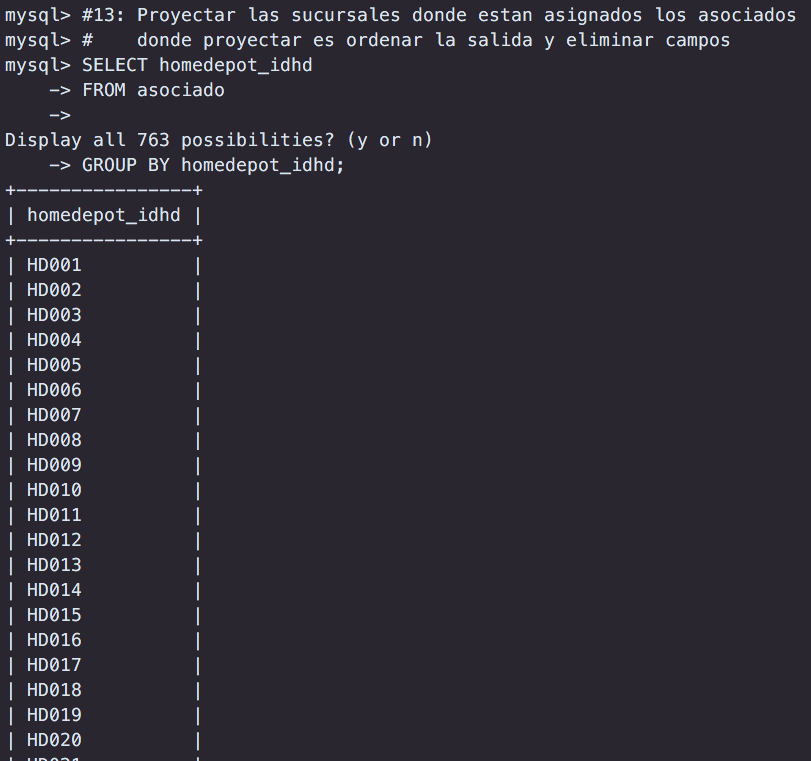 mysql> #13: Proyectar las sucursales donde estan asignados los asociados
mysql> #    donde proyectar es ordenar la salida y eliminar campos
mysql> SELECT homedepot_idhd
    -> FROM asociado
    ->
Display all 763 possibilities? (y or n)
    -> GROUP BY homedepot_idhd;
+----------------+
| homedepot_idhd |
+----------------+
| HD001          |
| HD002          |
| HD003          |
| HD004          |
| HD005          |
| HD006          |
| HD007          |
| HD008          |
| HD009          |
| HD010          |
| HD011          |
| HD012          |
| HD013          |
| HD014          |
| HD015          |
| HD016          |
| HD017          |
| HD018          |
| HD019          |
| HD020          |